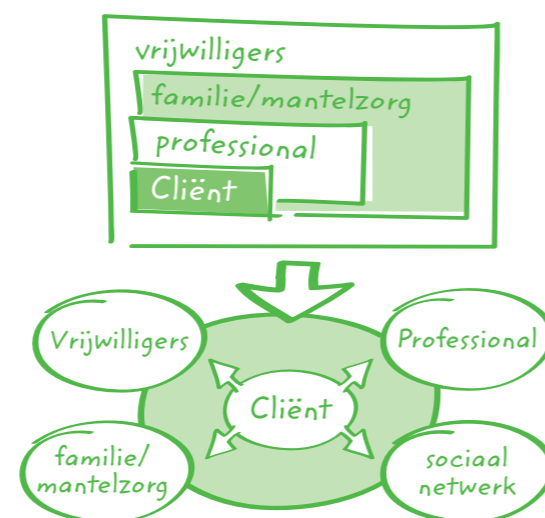 vrijwilligers
familie/mantelzorg
professional
Cliënt
Vrijwilligers
Professional
Cliënt
familie/
mantelzorg
sociaal
netwerk